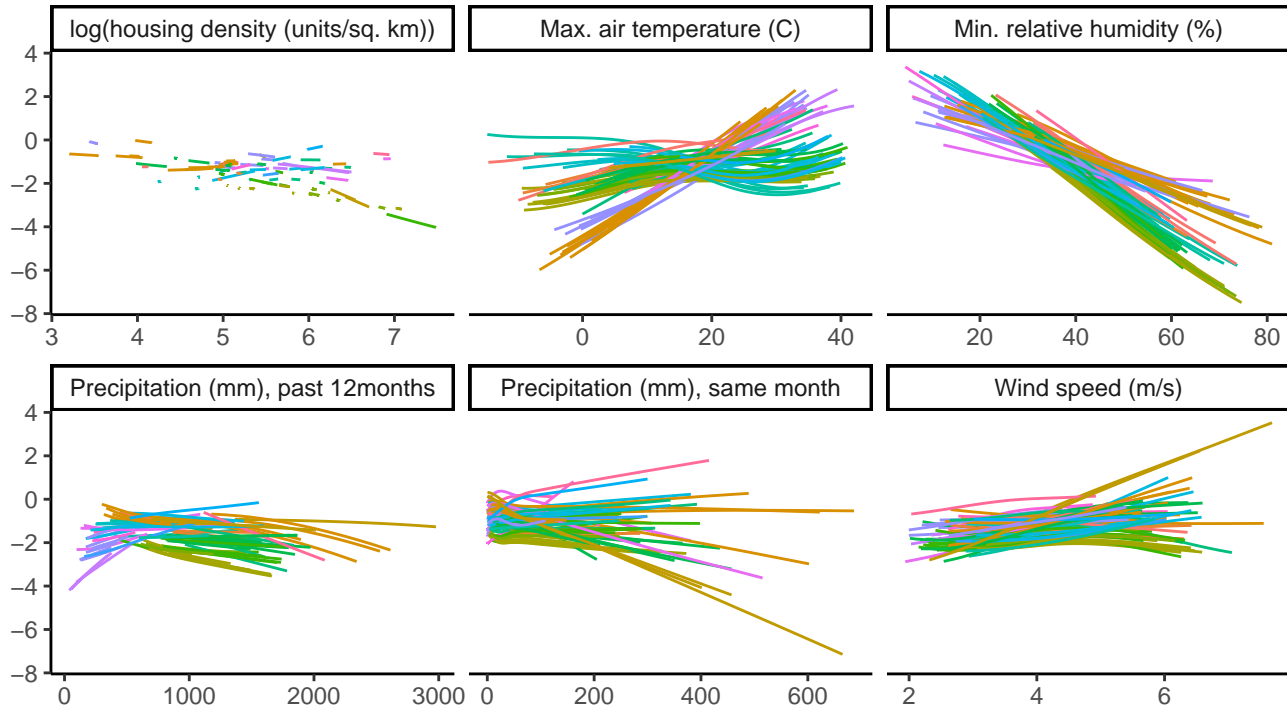 log(housing density (units/sq. km))
Max. air temperature (C)
Min. relative humidity (%)
4
2
0
−2
−4
−6
−8
3 4 5 6 7
0 20 40
20 40 60 80
Precipitation (mm), past 12months
Precipitation (mm), same month
Wind speed (m/s)
4
2
0
−2
−4
−6
−8
0 1000 2000 3000
0 200 400 600
2 4 6